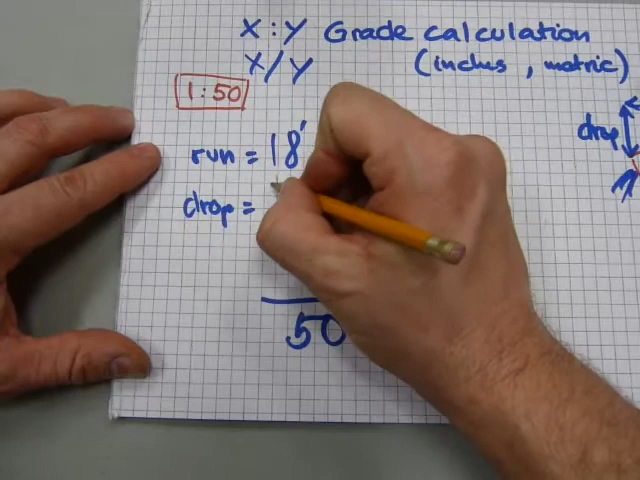 X : Y Grade calculation
X / Y (inches, metric)
1 : 50
drop
run = 18'
drop =
50